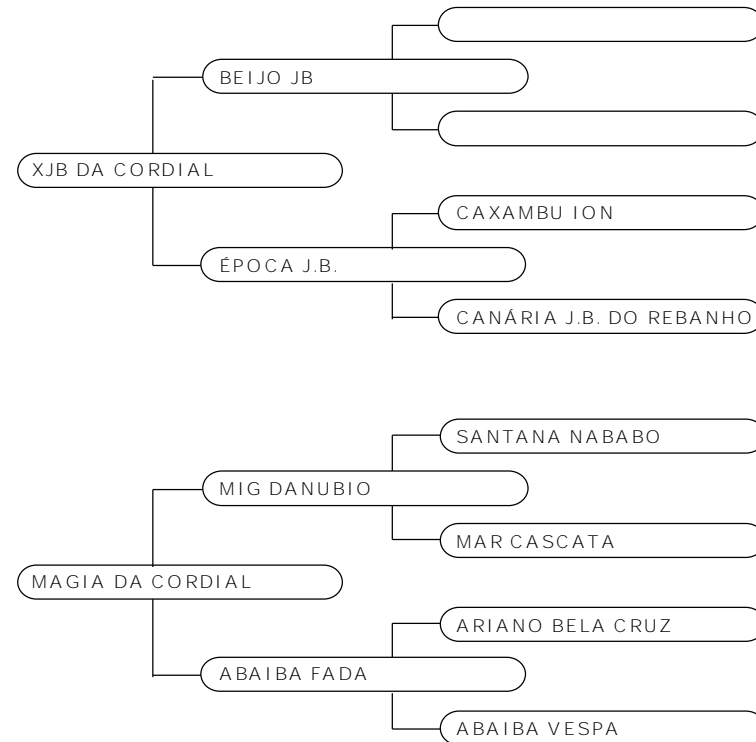 BEIJO JB
XJB DA CORDIAL
CAXAMBU ION
ÉPOCA J.B.
CANÁRIA J.B. DO REBANHO
SANTANA NABABO
MIG DANUBIO
MAR CASCATA
MAGIA DA CORDIAL
ARIANO BELA CRUZ
ABAIBA FADA
ABAIBA VESPA